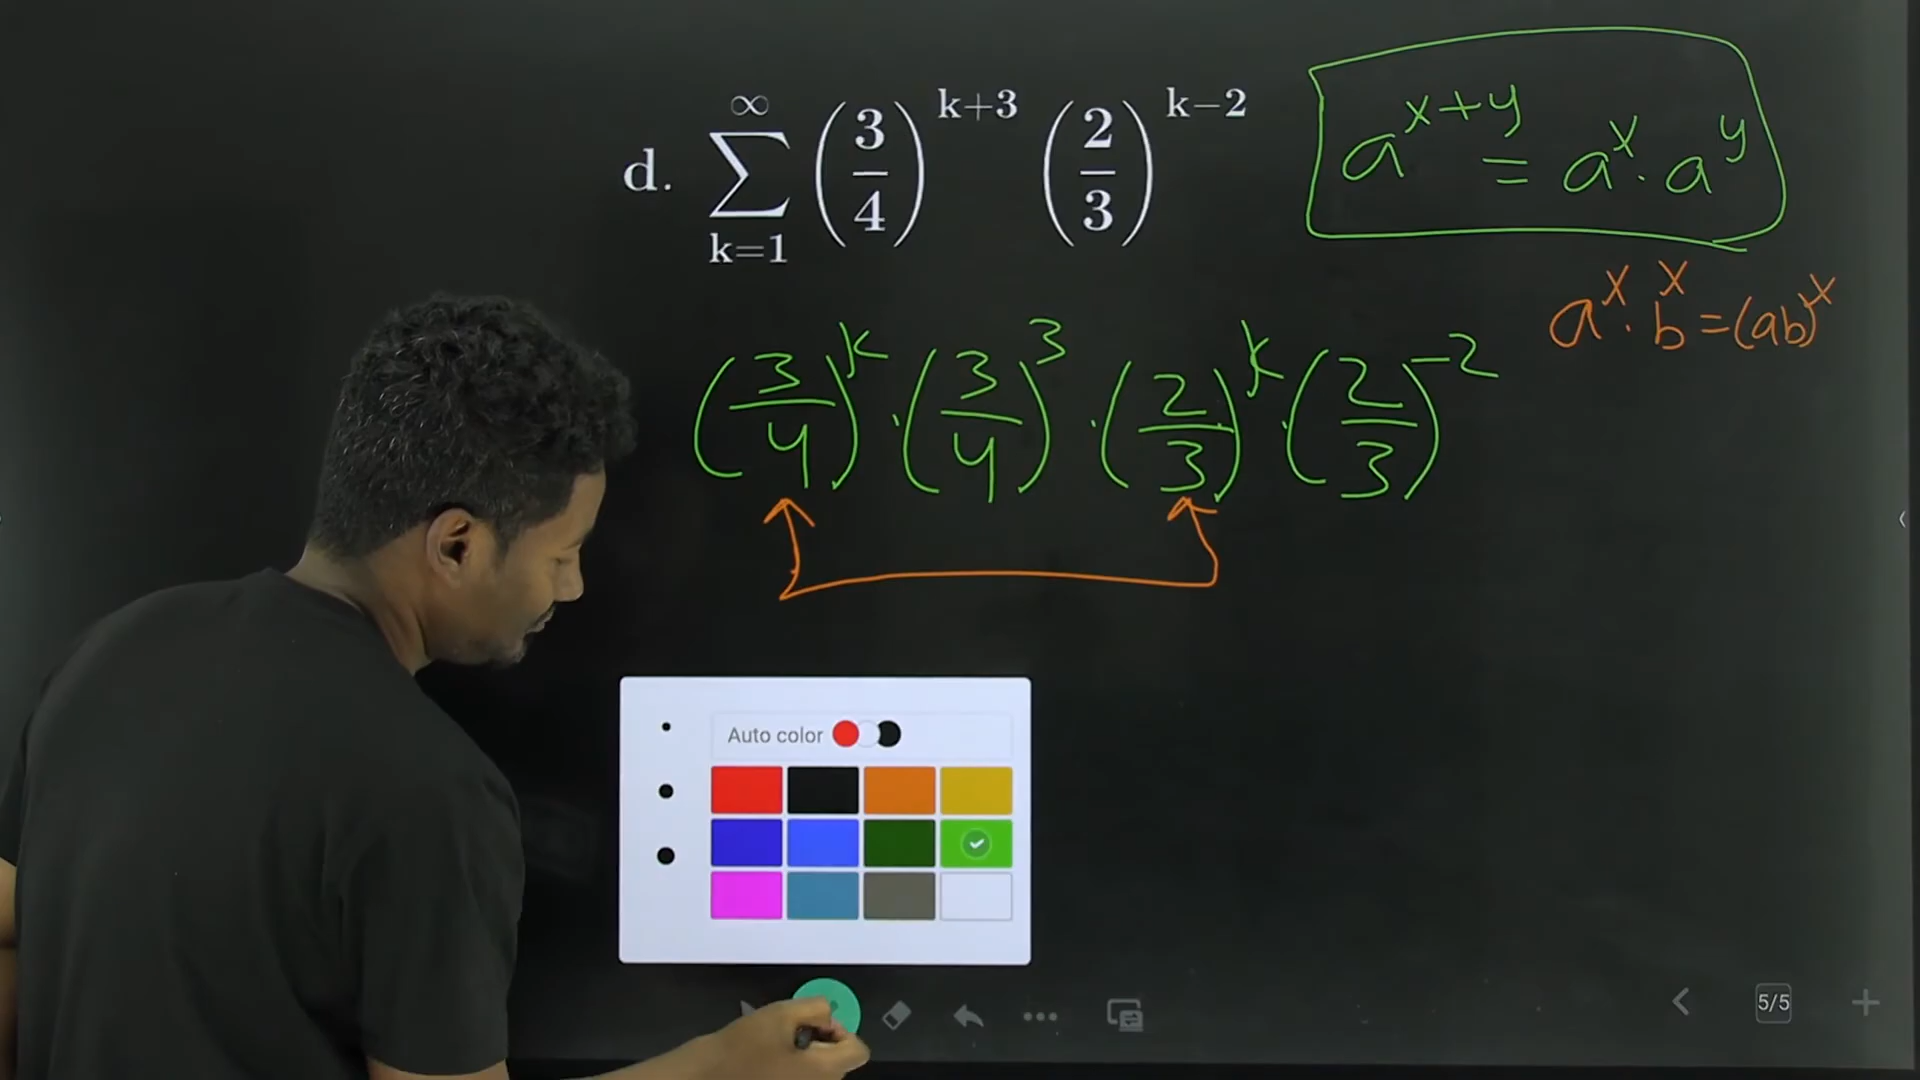 d. ∑_{k=1}^{∞} (3/4)^{k+3} (2/3)^{k−2}
a^{x+y} = a^x · a^y
a^x · b^x = (ab)^x
(3/4)^k · (3/4)^3 · (2/3)^k · (2/3)^{−2}
Auto color
5/5